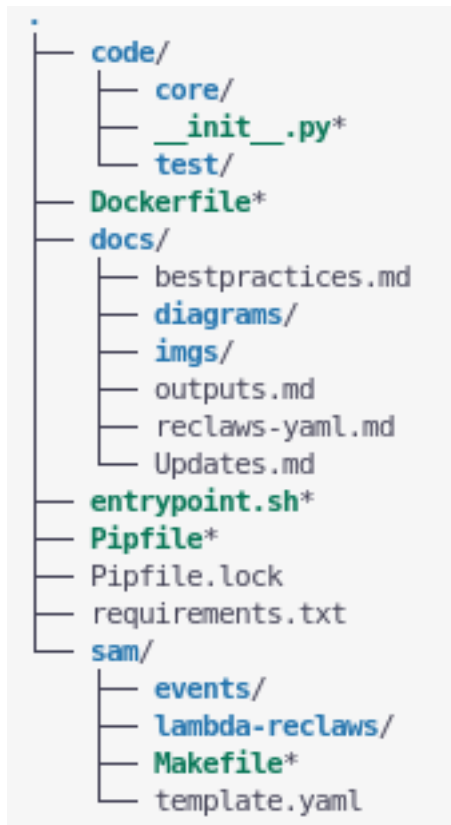 .
code/
core/
__init__.py*
test/
Dockerfile*
docs/
bestpractices.md
diagrams/
imgs/
outputs.md
reclaws-yaml.md
Updates.md
entrypoint.sh*
Pipfile*
Pipfile.lock
requirements.txt
sam/
events/
lambda-reclaws/
Makefile*
template.yaml